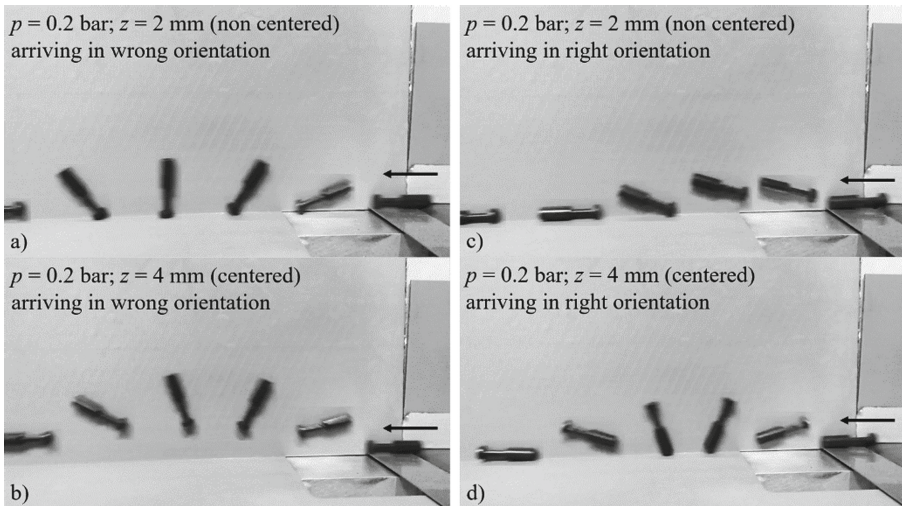 p = 0.2 bar; z = 2 mm (non centered)
arriving in wrong orientation
a)
p = 0.2 bar; z = 2 mm (non centered)
arriving in right orientation
c)
p = 0.2 bar; z = 4 mm (centered)
arriving in wrong orientation
b)
p = 0.2 bar; z = 4 mm (centered)
arriving in right orientation
d)